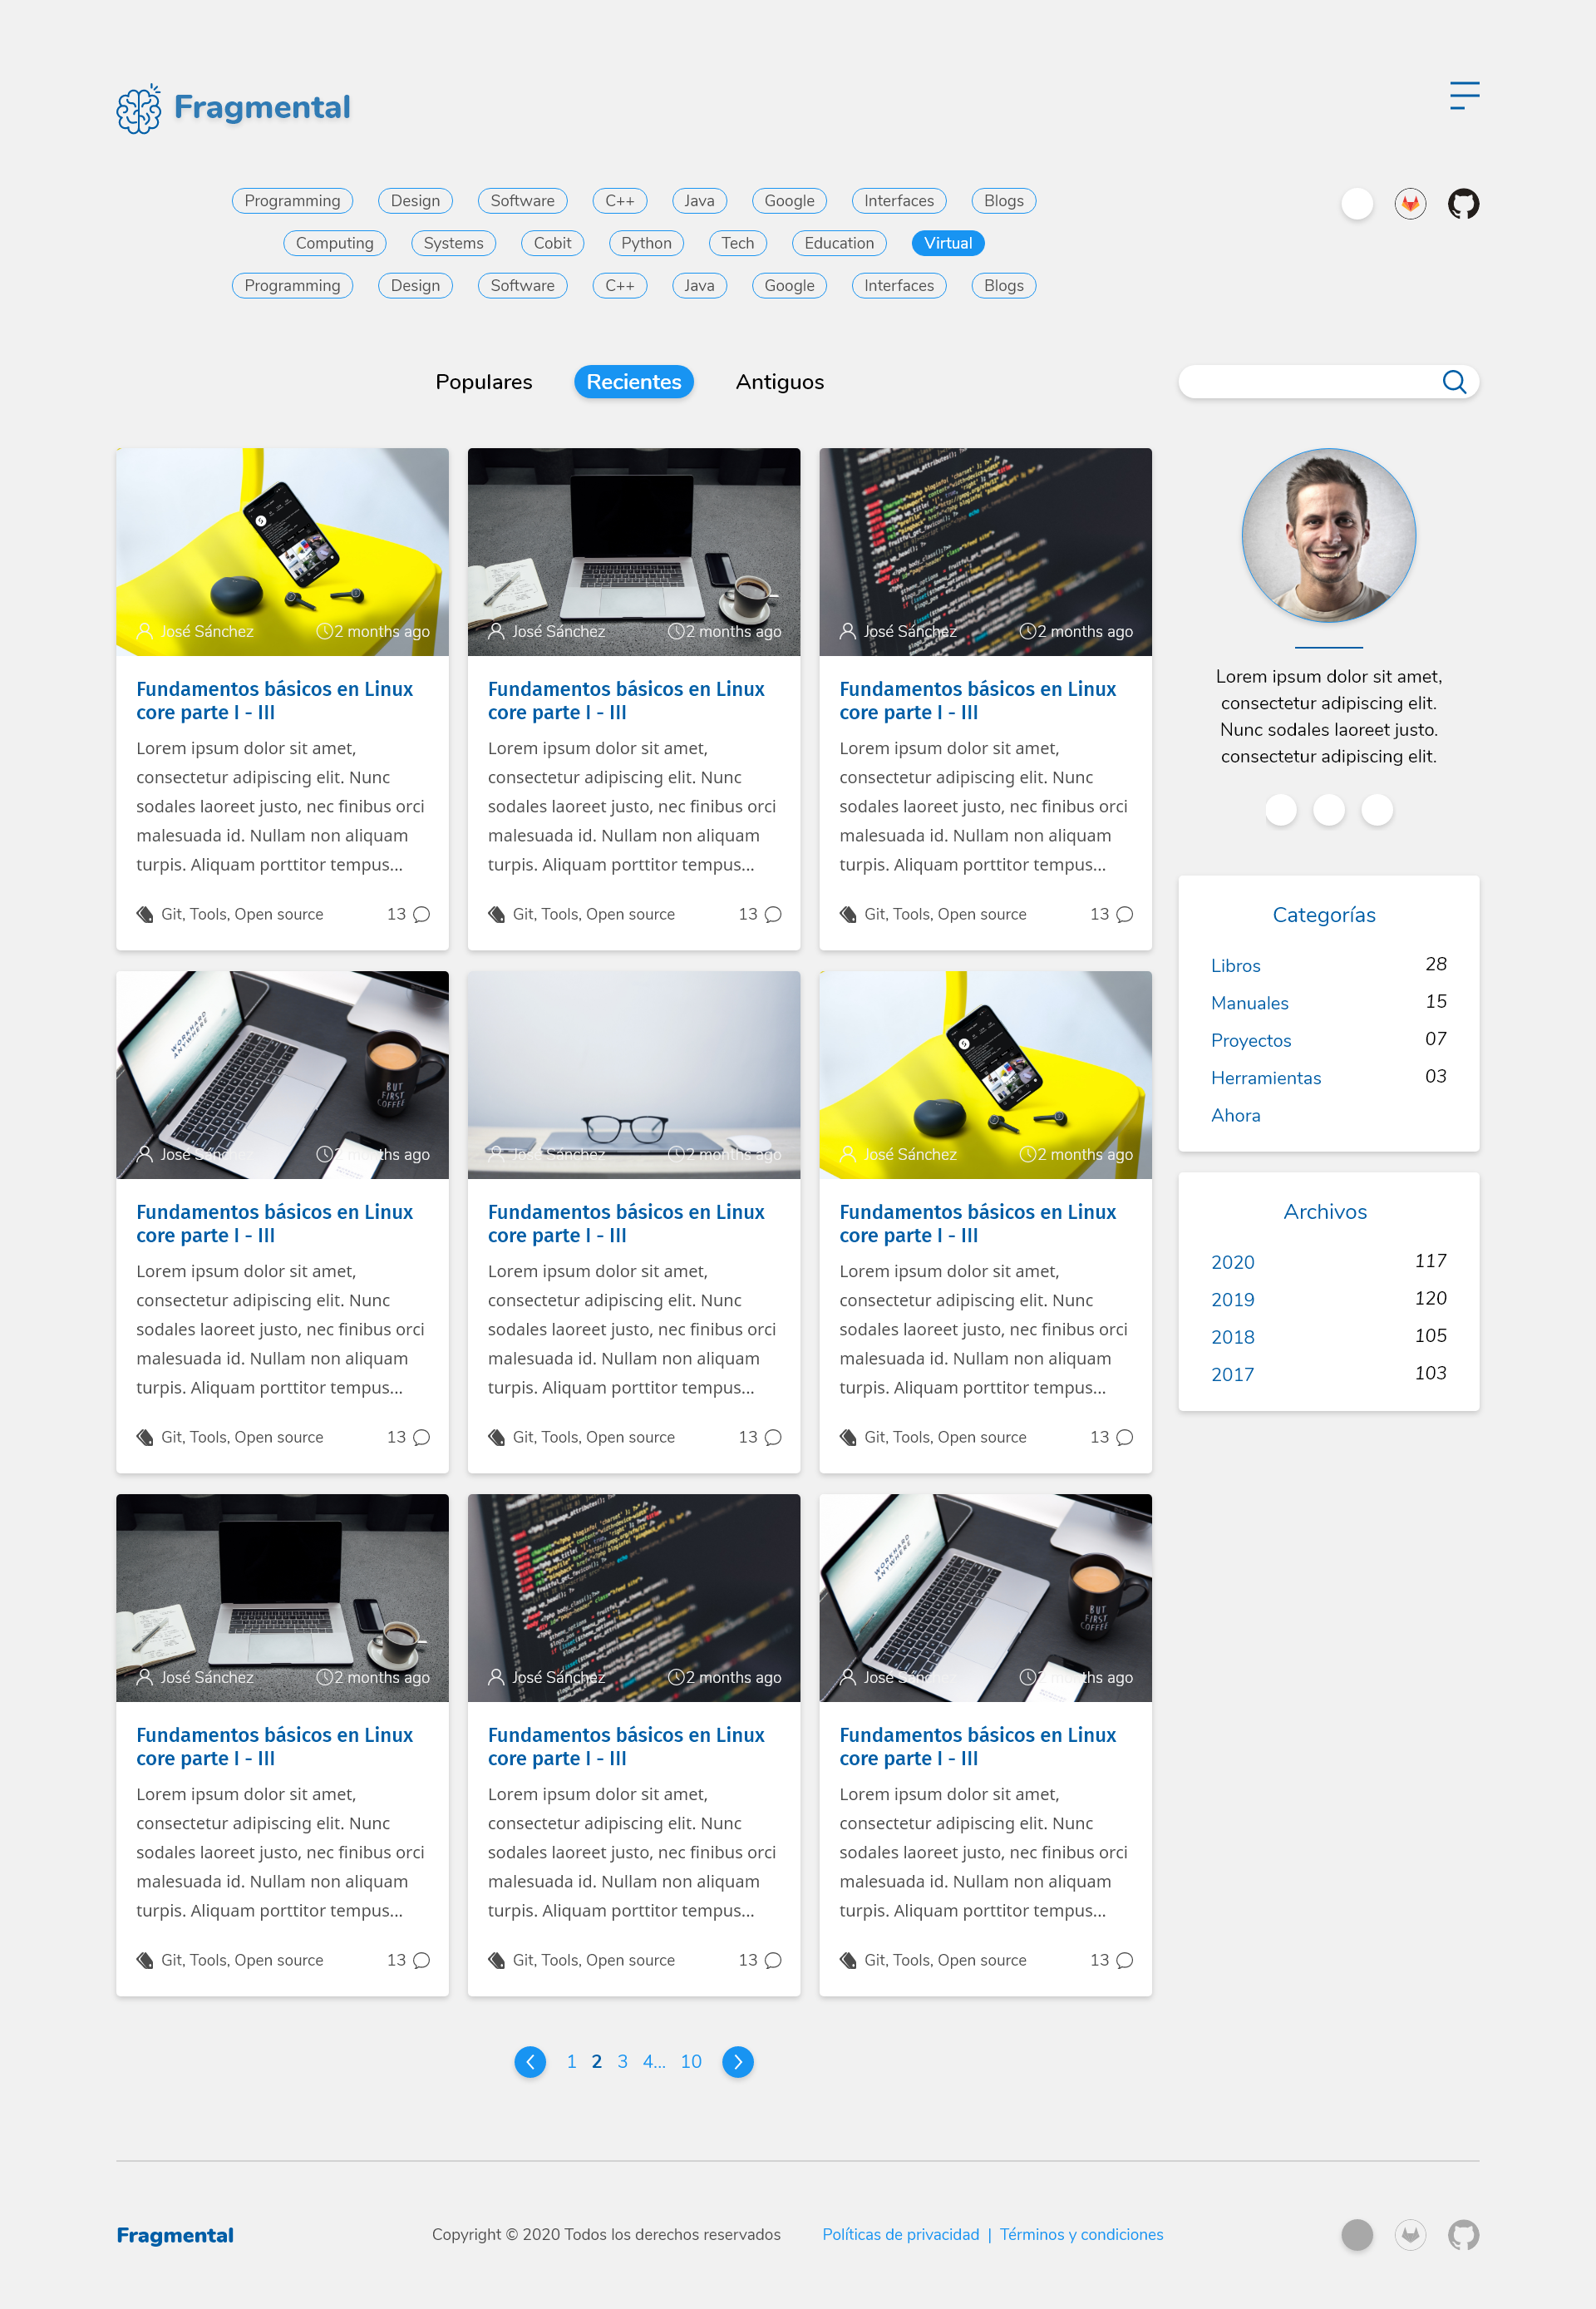 Fragmental
Programming Design Software C++ Java Google Interfaces Blogs
Computing Systems Cobit Python Tech Education Virtual
Programming Design Software C++ Java Google Interfaces Blogs
Populares Recientes Antiguos
José Sánchez 2 months ago
Fundamentos básicos en Linux
core parte I - III
Lorem ipsum dolor sit amet,
consectetur adipiscing elit. Nunc
sodales laoreet justo, nec finibus orci
malesuada id. Nullam non aliquam
turpis. Aliquam porttitor tempus...
Git, Tools, Open source 13
José Sánchez 2 months ago
Fundamentos básicos en Linux
core parte I - III
Lorem ipsum dolor sit amet,
consectetur adipiscing elit. Nunc
sodales laoreet justo, nec finibus orci
malesuada id. Nullam non aliquam
turpis. Aliquam porttitor tempus...
Git, Tools, Open source 13
José Sánchez 2 months ago
Fundamentos básicos en Linux
core parte I - III
Lorem ipsum dolor sit amet,
consectetur adipiscing elit. Nunc
sodales laoreet justo, nec finibus orci
malesuada id. Nullam non aliquam
turpis. Aliquam porttitor tempus...
Git, Tools, Open source 13
WORKHARD
ANYWHERE
BUT
FIRST
COFFEE
José Sánchez 2 months ago
Fundamentos básicos en Linux
core parte I - III
Lorem ipsum dolor sit amet,
consectetur adipiscing elit. Nunc
sodales laoreet justo, nec finibus orci
malesuada id. Nullam non aliquam
turpis. Aliquam porttitor tempus...
Git, Tools, Open source 13
José Sánchez 2 months ago
Fundamentos básicos en Linux
core parte I - III
Lorem ipsum dolor sit amet,
consectetur adipiscing elit. Nunc
sodales laoreet justo, nec finibus orci
malesuada id. Nullam non aliquam
turpis. Aliquam porttitor tempus...
Git, Tools, Open source 13
José Sánchez 2 months ago
Fundamentos básicos en Linux
core parte I - III
Lorem ipsum dolor sit amet,
consectetur adipiscing elit. Nunc
sodales laoreet justo, nec finibus orci
malesuada id. Nullam non aliquam
turpis. Aliquam porttitor tempus...
Git, Tools, Open source 13
José Sánchez 2 months ago
Fundamentos básicos en Linux
core parte I - III
Lorem ipsum dolor sit amet,
consectetur adipiscing elit. Nunc
sodales laoreet justo, nec finibus orci
malesuada id. Nullam non aliquam
turpis. Aliquam porttitor tempus...
Git, Tools, Open source 13
José Sánchez 2 months ago
Fundamentos básicos en Linux
core parte I - III
Lorem ipsum dolor sit amet,
consectetur adipiscing elit. Nunc
sodales laoreet justo, nec finibus orci
malesuada id. Nullam non aliquam
turpis. Aliquam porttitor tempus...
Git, Tools, Open source 13
WORKHARD
ANYWHERE
BUT
FIRST
COFFEE
José Sánchez 2 months ago
Fundamentos básicos en Linux
core parte I - III
Lorem ipsum dolor sit amet,
consectetur adipiscing elit. Nunc
sodales laoreet justo, nec finibus orci
malesuada id. Nullam non aliquam
turpis. Aliquam porttitor tempus...
Git, Tools, Open source 13
Lorem ipsum dolor sit amet,
consectetur adipiscing elit.
Nunc sodales laoreet justo.
consectetur adipiscing elit.
Categorías
Libros 28
Manuales 15
Proyectos 07
Herramientas 03
Ahora
Archivos
2020 117
2019 120
2018 105
2017 103
1 2 3 4... 10
Fragmental
Copyright © 2020 Todos los derechos reservados
Políticas de privacidad | Términos y condiciones